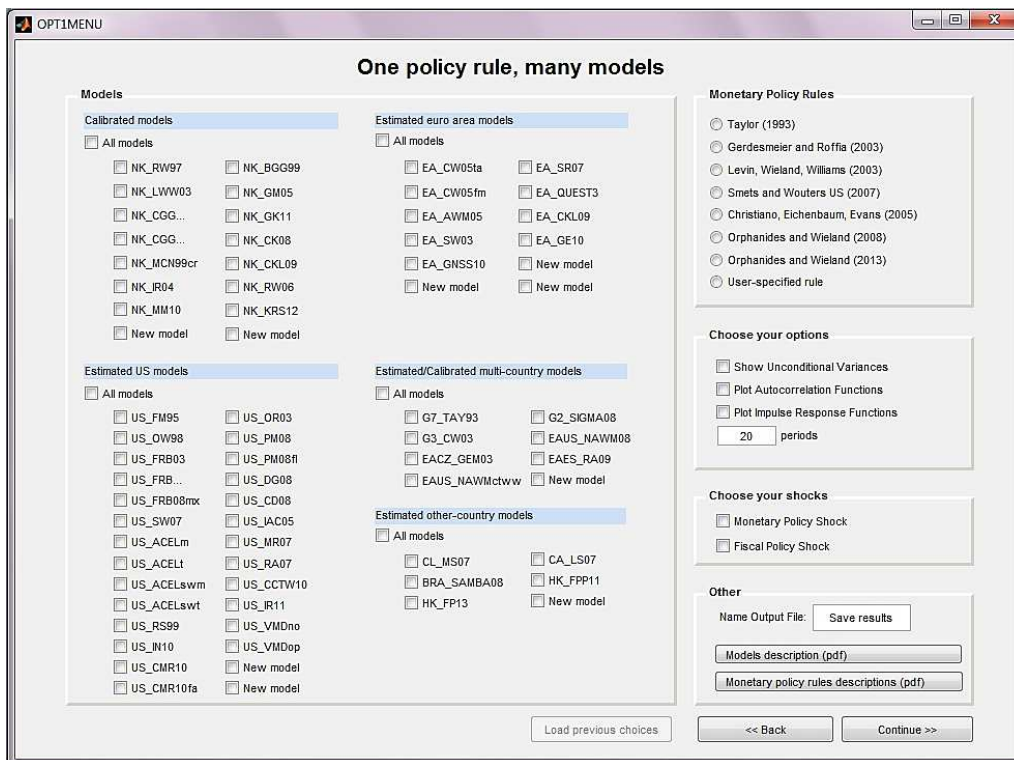 OPT1MENU
One policy rule, many models
Models
Calibrated models
All models
NK_RW97
NK_LWW03
NK_CGG...
NK_CGG...
NK_MCN99cr
NK_IR04
NK_MM10
New model
NK_BGG99
NK_GM05
NK_GK11
NK_CK08
NK_CKL09
NK_RW06
NK_KRS12
New model
Estimated euro area models
All models
EA_CW05ta
EA_CW05fm
EA_AWM05
EA_SW03
EA_GNSS10
New model
EA_SR07
EA_QUEST3
EA_CKL09
EA_GE10
New model
New model
Estimated US models
All models
US_FM95
US_OW98
US_FRB03
US_FRB...
US_FRB08mx
US_SW07
US_ACELm
US_ACELt
US_ACELswm
US_ACELswt
US_RS99
US_IN10
US_CMR10
US_CMR10fa
US_OR03
US_PM08
US_PM08fl
US_DG08
US_CD08
US_IAC05
US_MR07
US_RA07
US_CCTW10
US_IR11
US_VMDno
US_VMDop
New model
New model
Estimated/Calibrated multi-country models
All models
G7_TAY93
G3_CW03
EACZ_GEM03
EAUS_NAWMctww
G2_SIGMA08
EAUS_NAWM08
EAES_RA09
New model
Estimated other-country models
All models
CL_MS07
BRA_SAMBA08
HK_FP13
CA_LS07
HK_FPP11
New model
Monetary Policy Rules
Taylor (1993)
Gerdesmeier and Roffia (2003)
Levin, Wieland, Williams (2003)
Smets and Wouters US (2007)
Christiano, Eichenbaum, Evans (2005)
Orphanides and Wieland (2008)
Orphanides and Wieland (2013)
User-specified rule
Choose your options
Show Unconditional Variances
Plot Autocorrelation Functions
Plot Impulse Response Functions
20 periods
Choose your shocks
Monetary Policy Shock
Fiscal Policy Shock
Other
Name Output File: Save results
Models description (pdf)
Monetary policy rules descriptions (pdf)
Load previous choices
<< Back
Continue >>